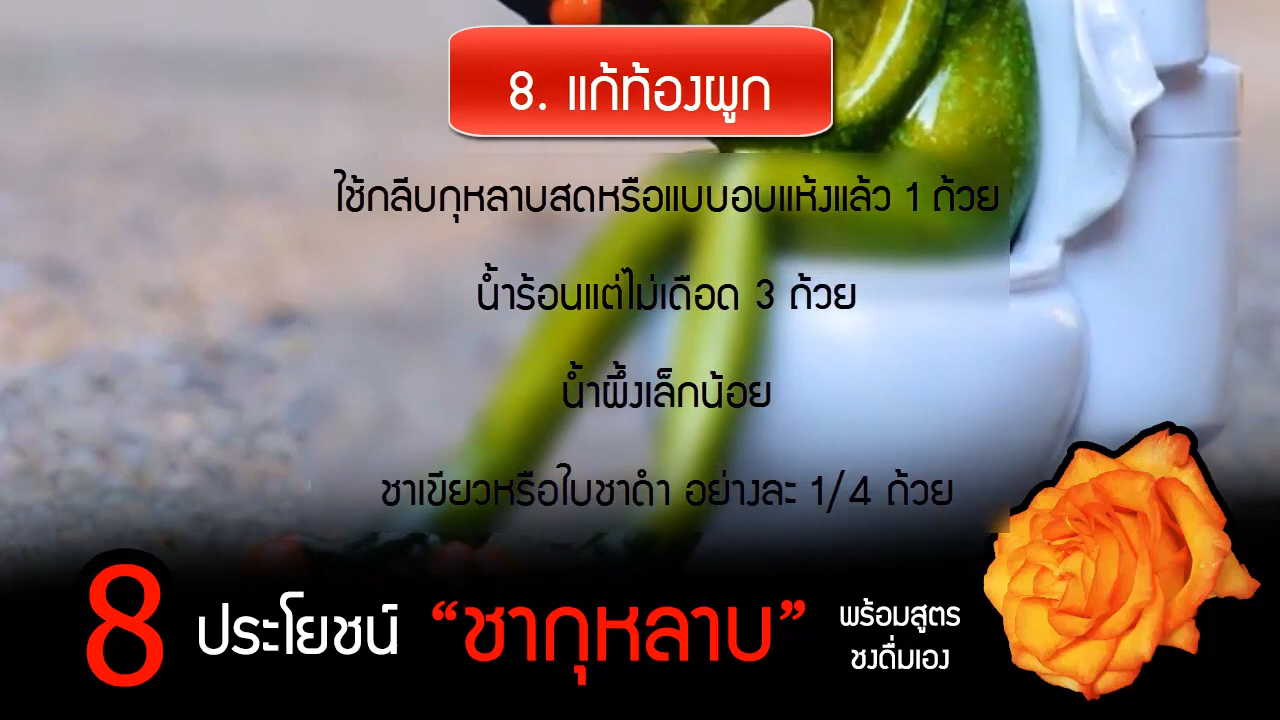 8. แก้ท้องผูก
ใช้กลีบกุหลาบสดหรือแบบอบแห้งแล้ว 1 ถ้วย
น้ำร้อนแต่ไม่เดือด 3 ถ้วย
น้ำผึ้งเล็กน้อย
ชาเขียวหรือใบชาดำ อย่างละ 1/4 ถ้วย
8 ประโยชน์ “ชากุหลาบ” พร้อมสูตร
ชงดื่มเอง